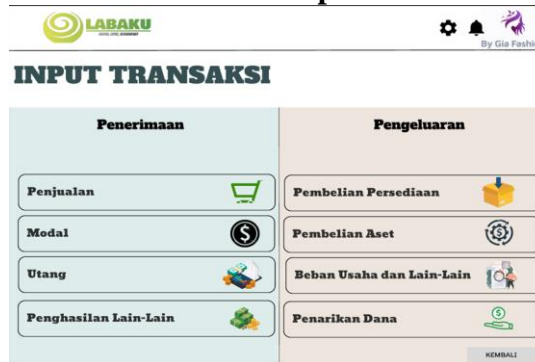 LABAKU
By Gia Fashi
INPUT TRANSAKSI
Penerimaan
Penjualan
Modal
Utang
Penghasilan Lain-Lain
Pengeluaran
Pembelian Persediaan
Pembelian Aset
Beban Usaha dan Lain-Lain
Penarikan Dana
KEMBALI